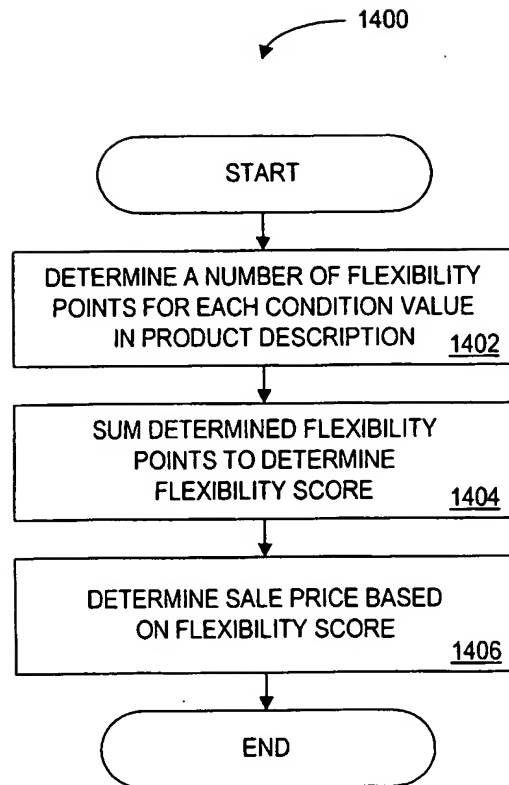 1400
START
DETERMINE A NUMBER OF FLEXIBILITY
POINTS FOR EACH CONDITION VALUE
IN PRODUCT DESCRIPTION
1402
SUM DETERMINED FLEXIBILITY
POINTS TO DETERMINE
FLEXIBILITY SCORE
1404
DETERMINE SALE PRICE BASED
ON FLEXIBILITY SCORE
1406
END